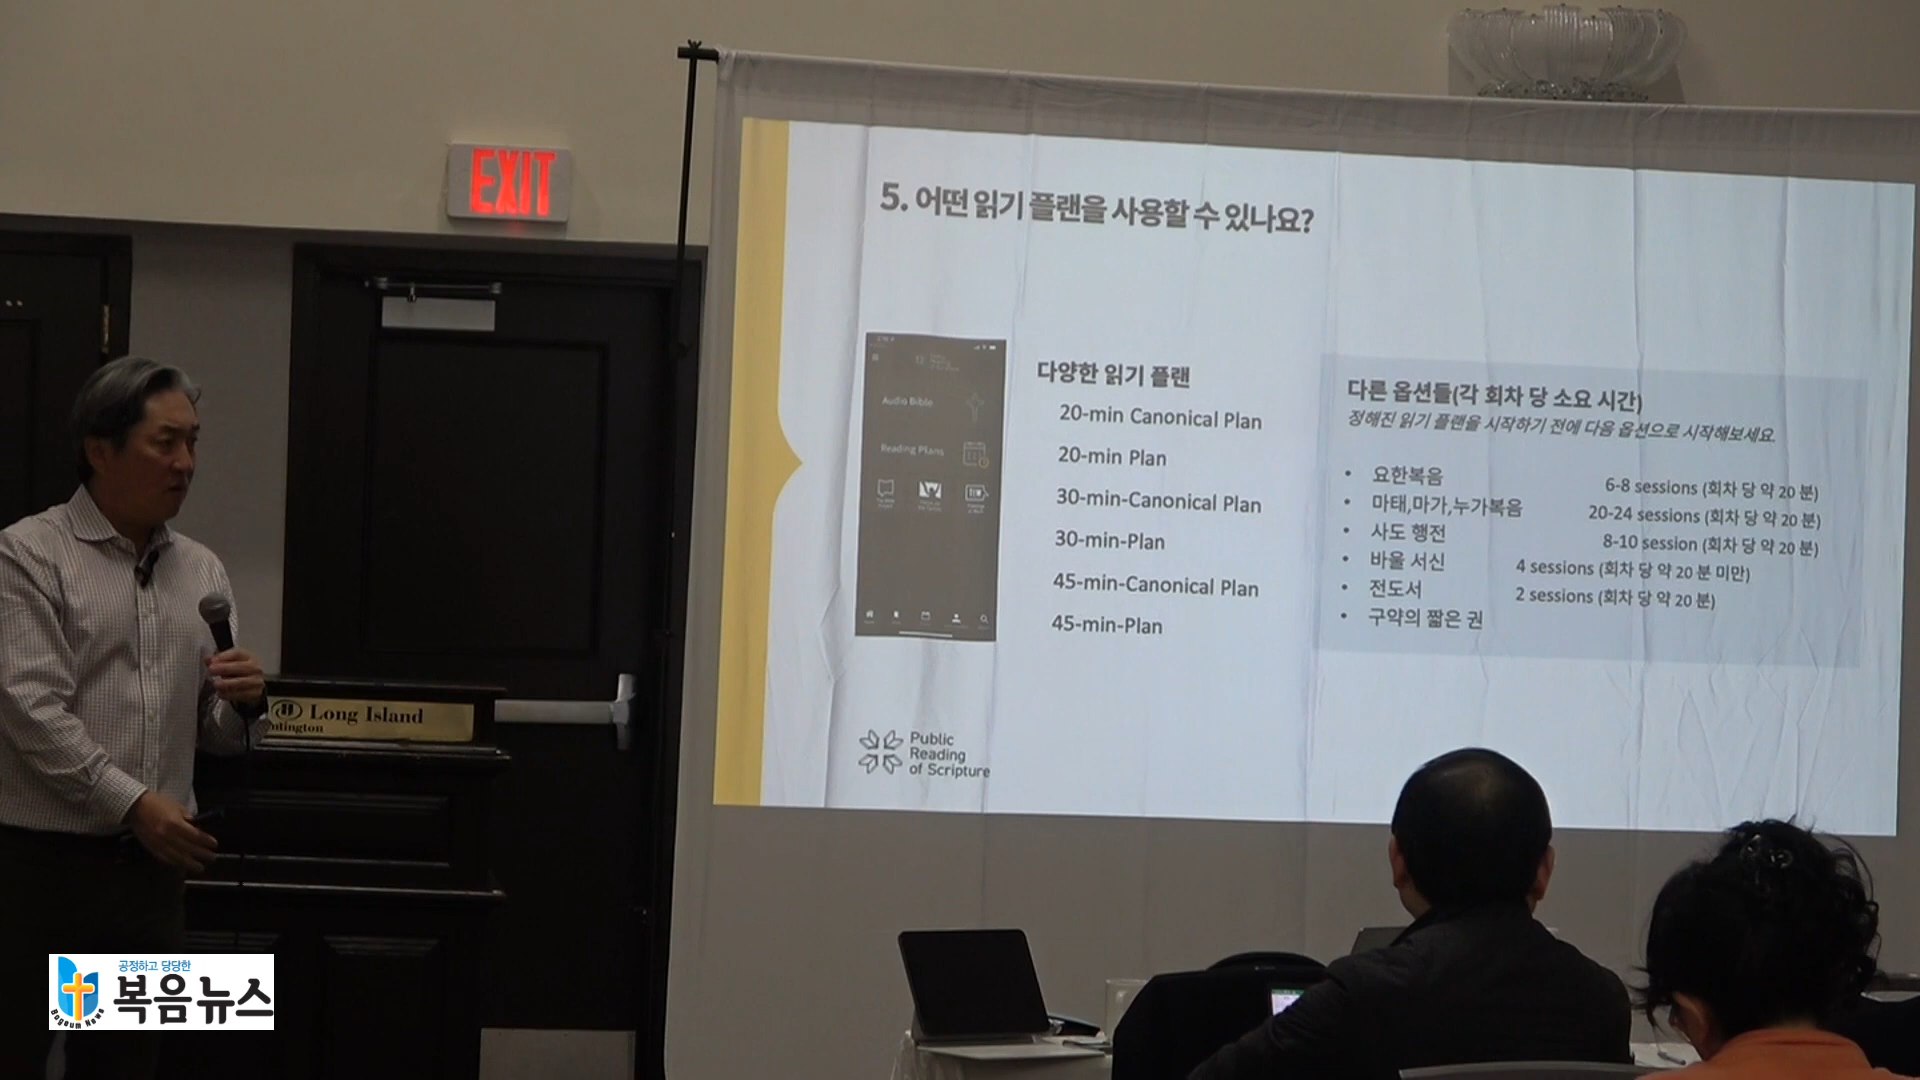 EXIT
5. 어떤 읽기 플랜을 사용할 수 있나요?
Audio Bible
Reading Plans
다양한 읽기 플랜
20-min Canonical Plan
20-min Plan
30-min-Canonical Plan
30-min-Plan
45-min-Canonical Plan
45-min-Plan
다른 옵션들(각 회차 당 소요 시간)
정해진 읽기 플랜을 시작하기 전에 다음 옵션으로 시작해보세요.
• 요한복음 6-8 sessions (회차 당 약 20 분)
• 마태,마가,누가복음 20-24 sessions (회차 당 약 20 분)
• 사도 행전 8-10 session (회차 당 약 20 분)
• 바울 서신 4 sessions (회차 당 약 20 분 미만)
• 전도서 2 sessions (회차 당 약 20 분)
• 구약의 짧은 권
Public
Reading
of Scripture
H Long Island
ntington
공정하고 당당한
복음뉴스
Bogeum News